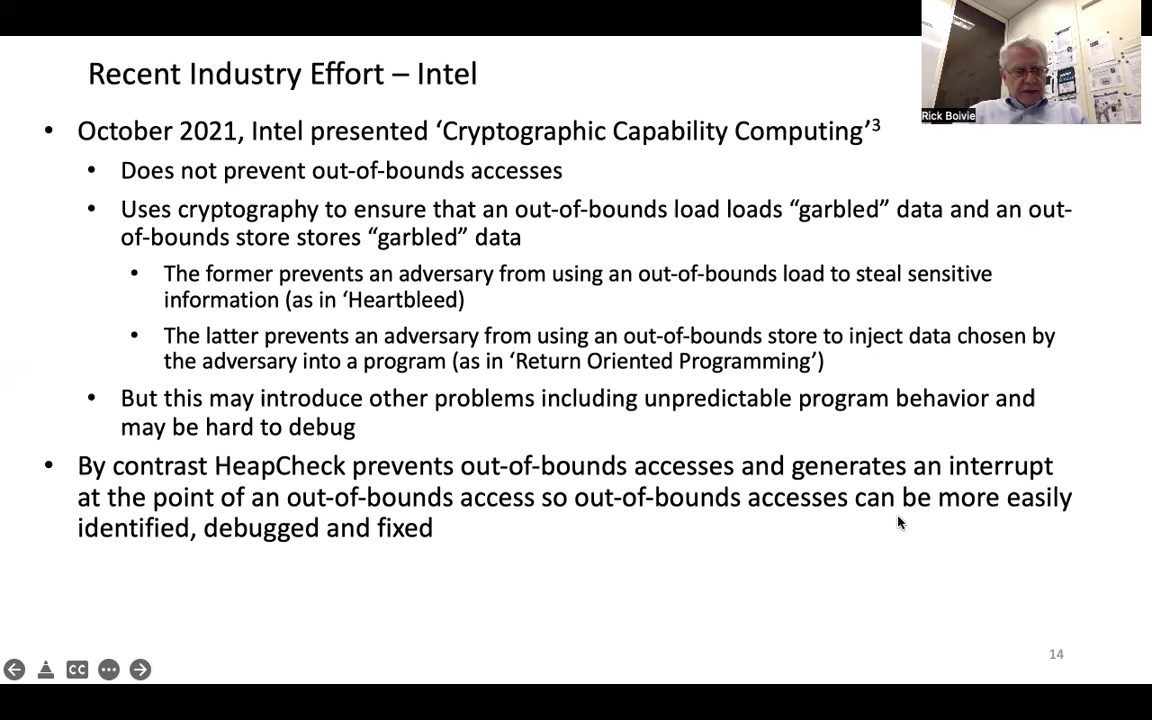 Recent Industry Effort – Intel
Rick Boivie
• October 2021, Intel presented ‘Cryptographic Capability Computing’³
• Does not prevent out-of-bounds accesses
• Uses cryptography to ensure that an out-of-bounds load loads “garbled” data and an out-
of-bounds store stores “garbled” data
• The former prevents an adversary from using an out-of-bounds load to steal sensitive
information (as in ‘Heartbleed)
• The latter prevents an adversary from using an out-of-bounds store to inject data chosen by
the adversary into a program (as in ‘Return Oriented Programming’)
• But this may introduce other problems including unpredictable program behavior and
may be hard to debug
• By contrast HeapCheck prevents out-of-bounds accesses and generates an interrupt
at the point of an out-of-bounds access so out-of-bounds accesses can be more easily
identified, debugged and fixed
14
CC